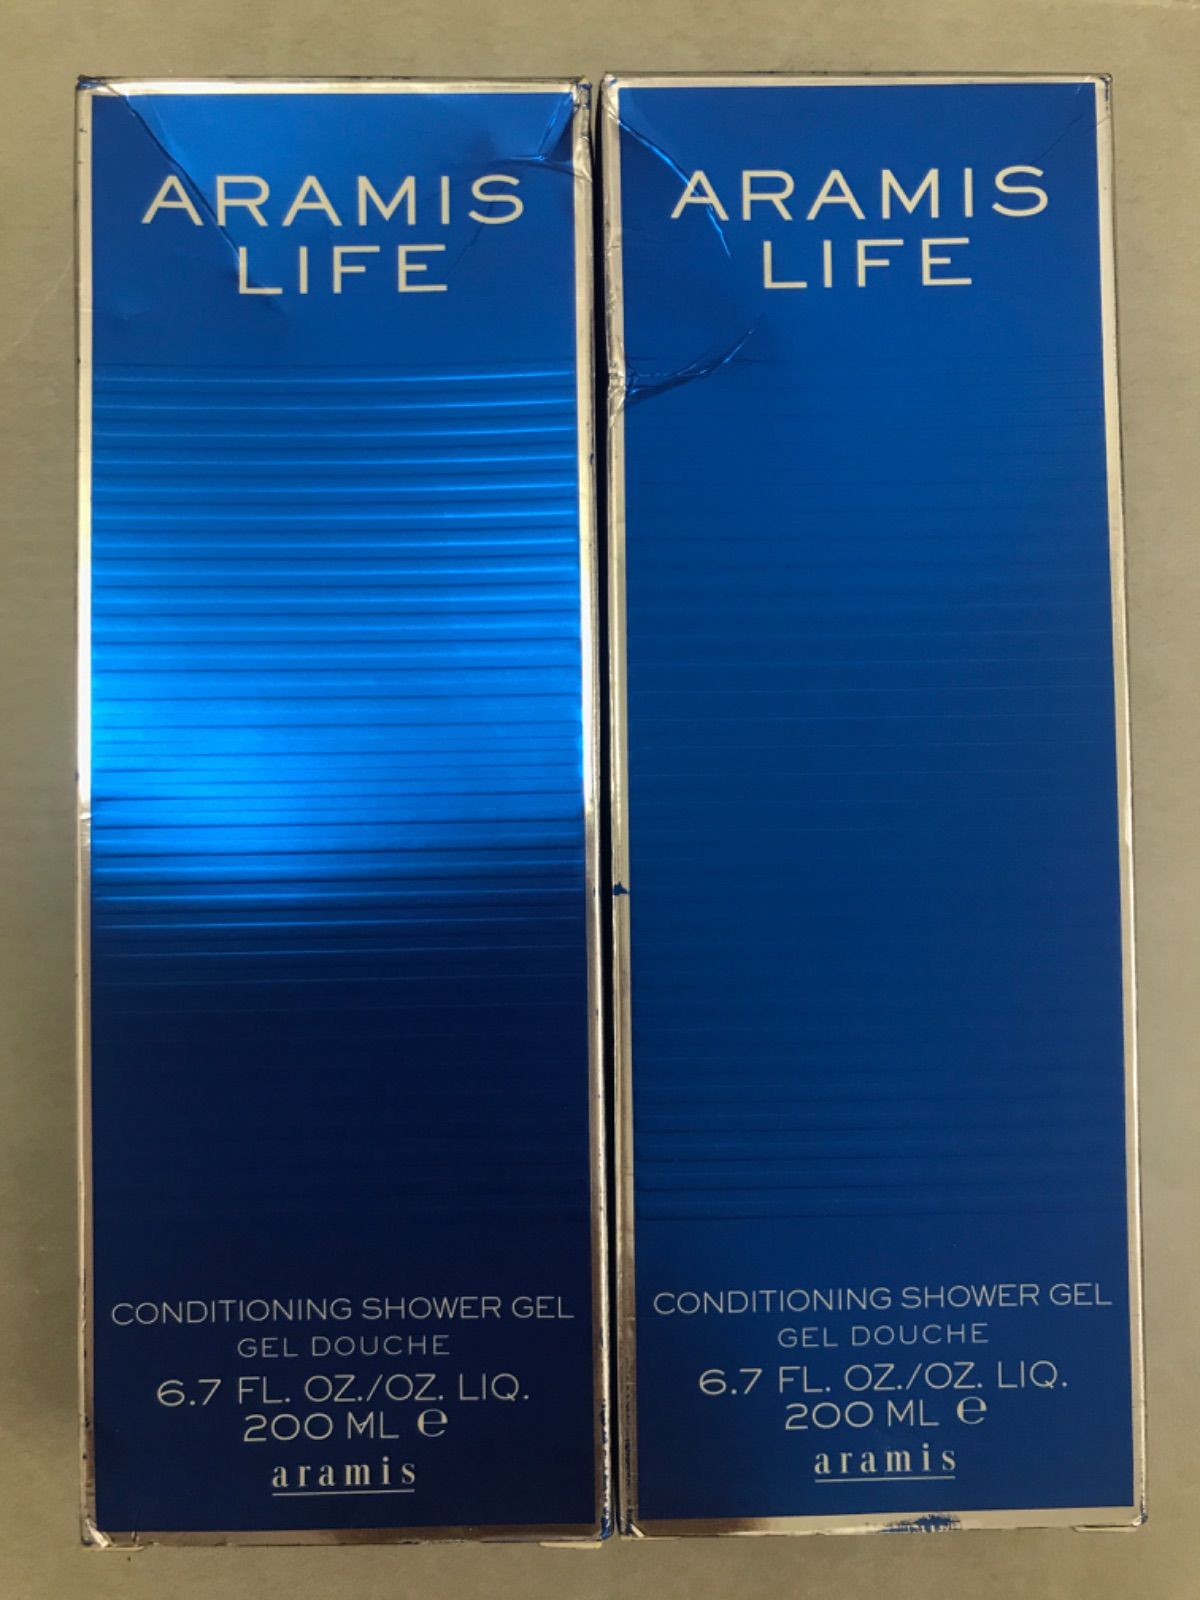 ARAMIS
LIFE
CONDITIONING SHOWER GEL
GEL DOUCHE
6.7 FL. OZ./OZ. LIQ.
200 ML ℮
aramis
ARAMIS
LIFE
CONDITIONING SHOWER GEL
GEL DOUCHE
6.7 FL. OZ./OZ. LIQ.
200 ML ℮
aramis